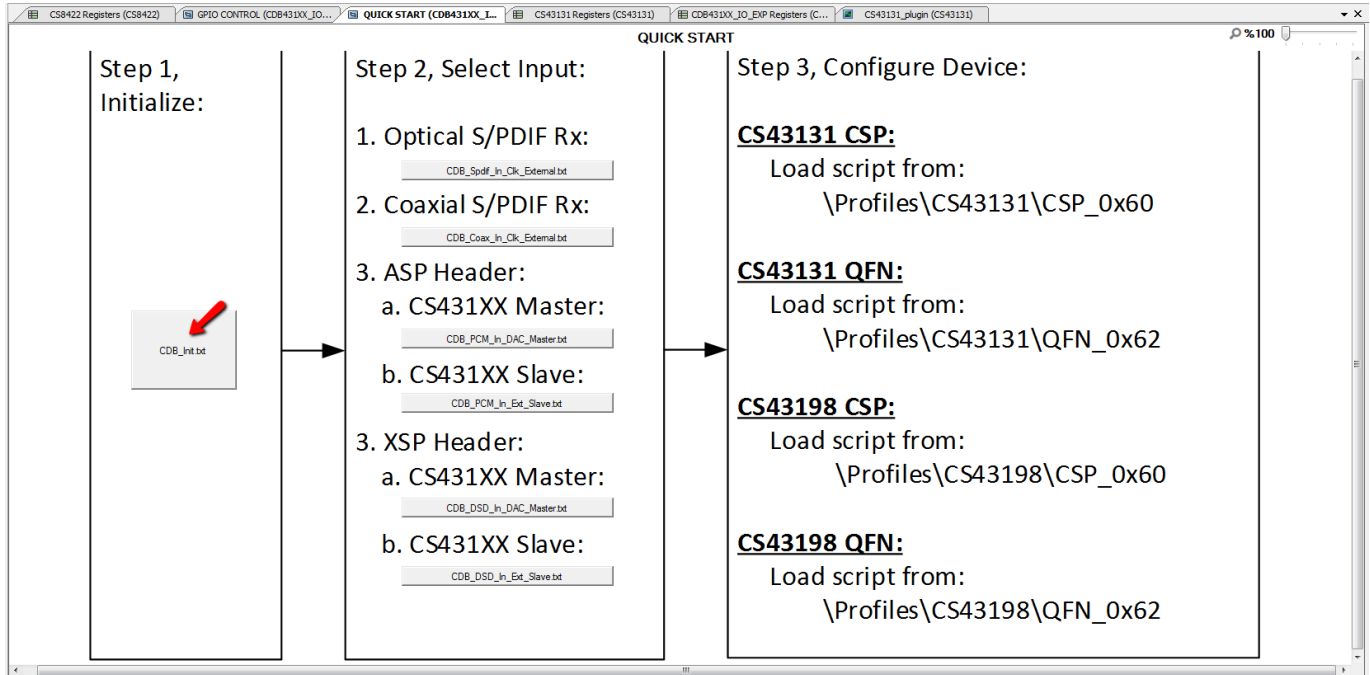 CS8422 Registers (CS8422)
GPIO CONTROL (CDB431XX_IO...
QUICK START (CDB431XX_I...
CS43131 Registers (CS43131)
CDB431XX_IO_EXP Registers (C...
CS43131_plugin (CS43131)
QUICK START
%100
Step 1,
Initialize:
CDB_Init.txt
Step 2, Select Input:
1. Optical S/PDIF Rx:
CDB_Spdif_In_Clk_External.txt
2. Coaxial S/PDIF Rx:
CDB_Coax_In_Clk_External.txt
3. ASP Header:
a. CS431XX Master:
CDB_PCM_In_DAC_Master.txt
b. CS431XX Slave:
CDB_PCM_In_Ext_Slave.txt
3. XSP Header:
a. CS431XX Master:
CDB_DSD_In_DAC_Master.txt
b. CS431XX Slave:
CDB_DSD_In_Ext_Slave.txt
Step 3, Configure Device:
CS43131 CSP:
Load script from:
\Profiles\CS43131\CSP_0x60
CS43131 QFN:
Load script from:
\Profiles\CS43131\QFN_0x62
CS43198 CSP:
Load script from:
\Profiles\CS43198\CSP_0x60
CS43198 QFN:
Load script from:
\Profiles\CS43198\QFN_0x62